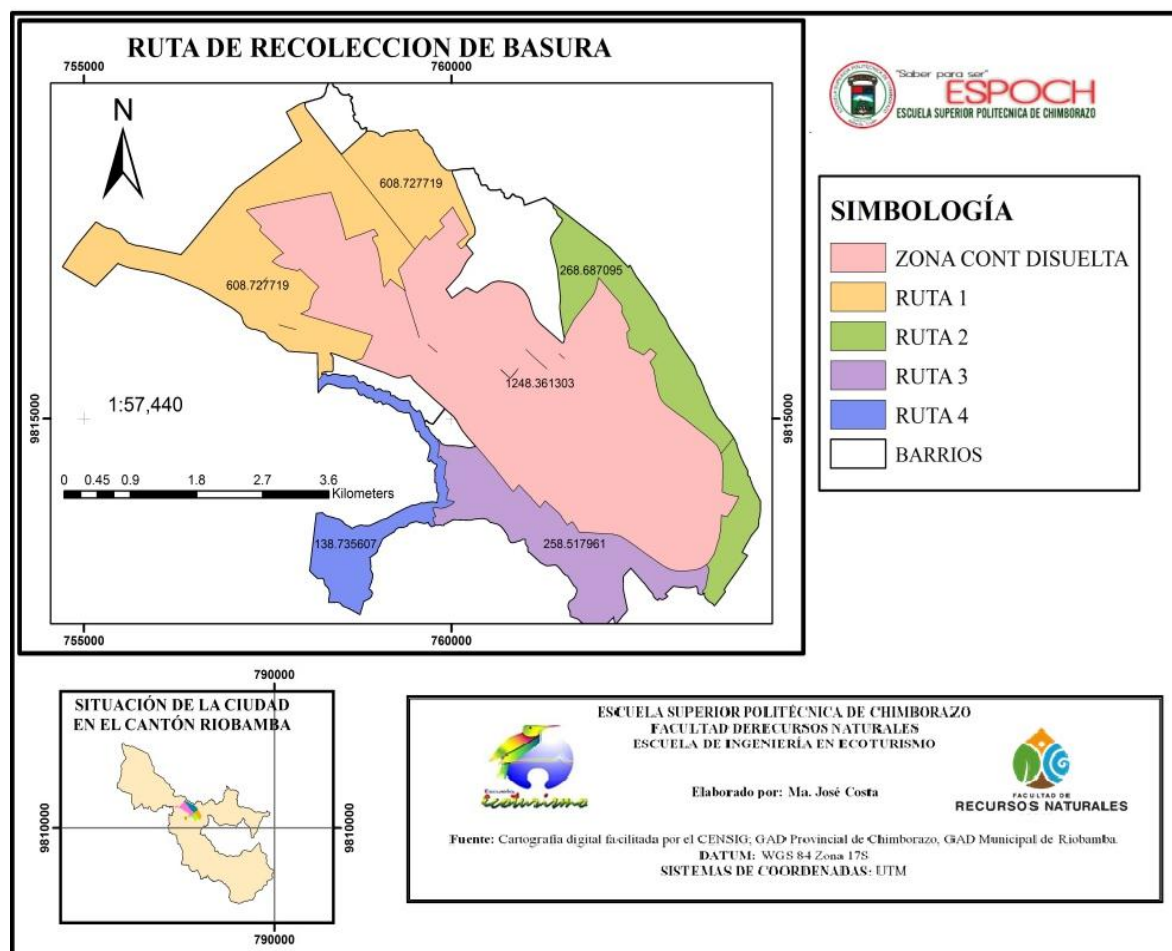 RUTA DE RECOLECCION DE BASURA
755000
760000
N
608.727719
268.687095
608.727719
1248.361303
1:57,440
9815000
9815000
0 0.45 0.9 1.8 2.7 3.6
Kilometers
138.735607
258.517961
755000
760000
"Saber para ser"
ESPOCH
ESCUELA SUPERIOR POLITECNICA DE CHIMBORAZO
SIMBOLOGÍA
ZONA CONT DISUELTA
RUTA 1
RUTA 2
RUTA 3
RUTA 4
BARRIOS
790000
SITUACIÓN DE LA CIUDAD
EN EL CANTÓN RIOBAMBA
9810000
9810000
790000
ESCUELA SUPERIOR POLITÉCNICA DE CHIMBORAZO
FACULTAD DERECURSOS NATURALES
ESCUELA DE INGENIERÍA EN ECOTURISMO
Escuela
ecoturismo
Elaborado por: Ma. José Costa
FACULTAD DE
RECURSOS NATURALES
Fuente: Cartografía digital facilitada por el CENSIG; GAD Provincial de Chimborazo, GAD Municipal de Riobamba.
DATUM: WGS 84 Zona 17S
SISTEMAS DE COORDENADAS: UTM